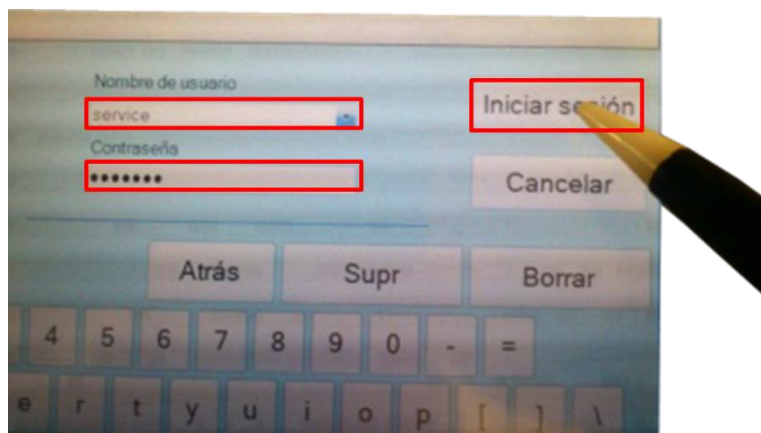 Nombre de usuario
service
Contraseña
•••••••
Iniciar sesión
Cancelar
Atrás
Supr
Borrar
4 5 6 7 8 9 0 - =
e r t y u i o p [ ] \